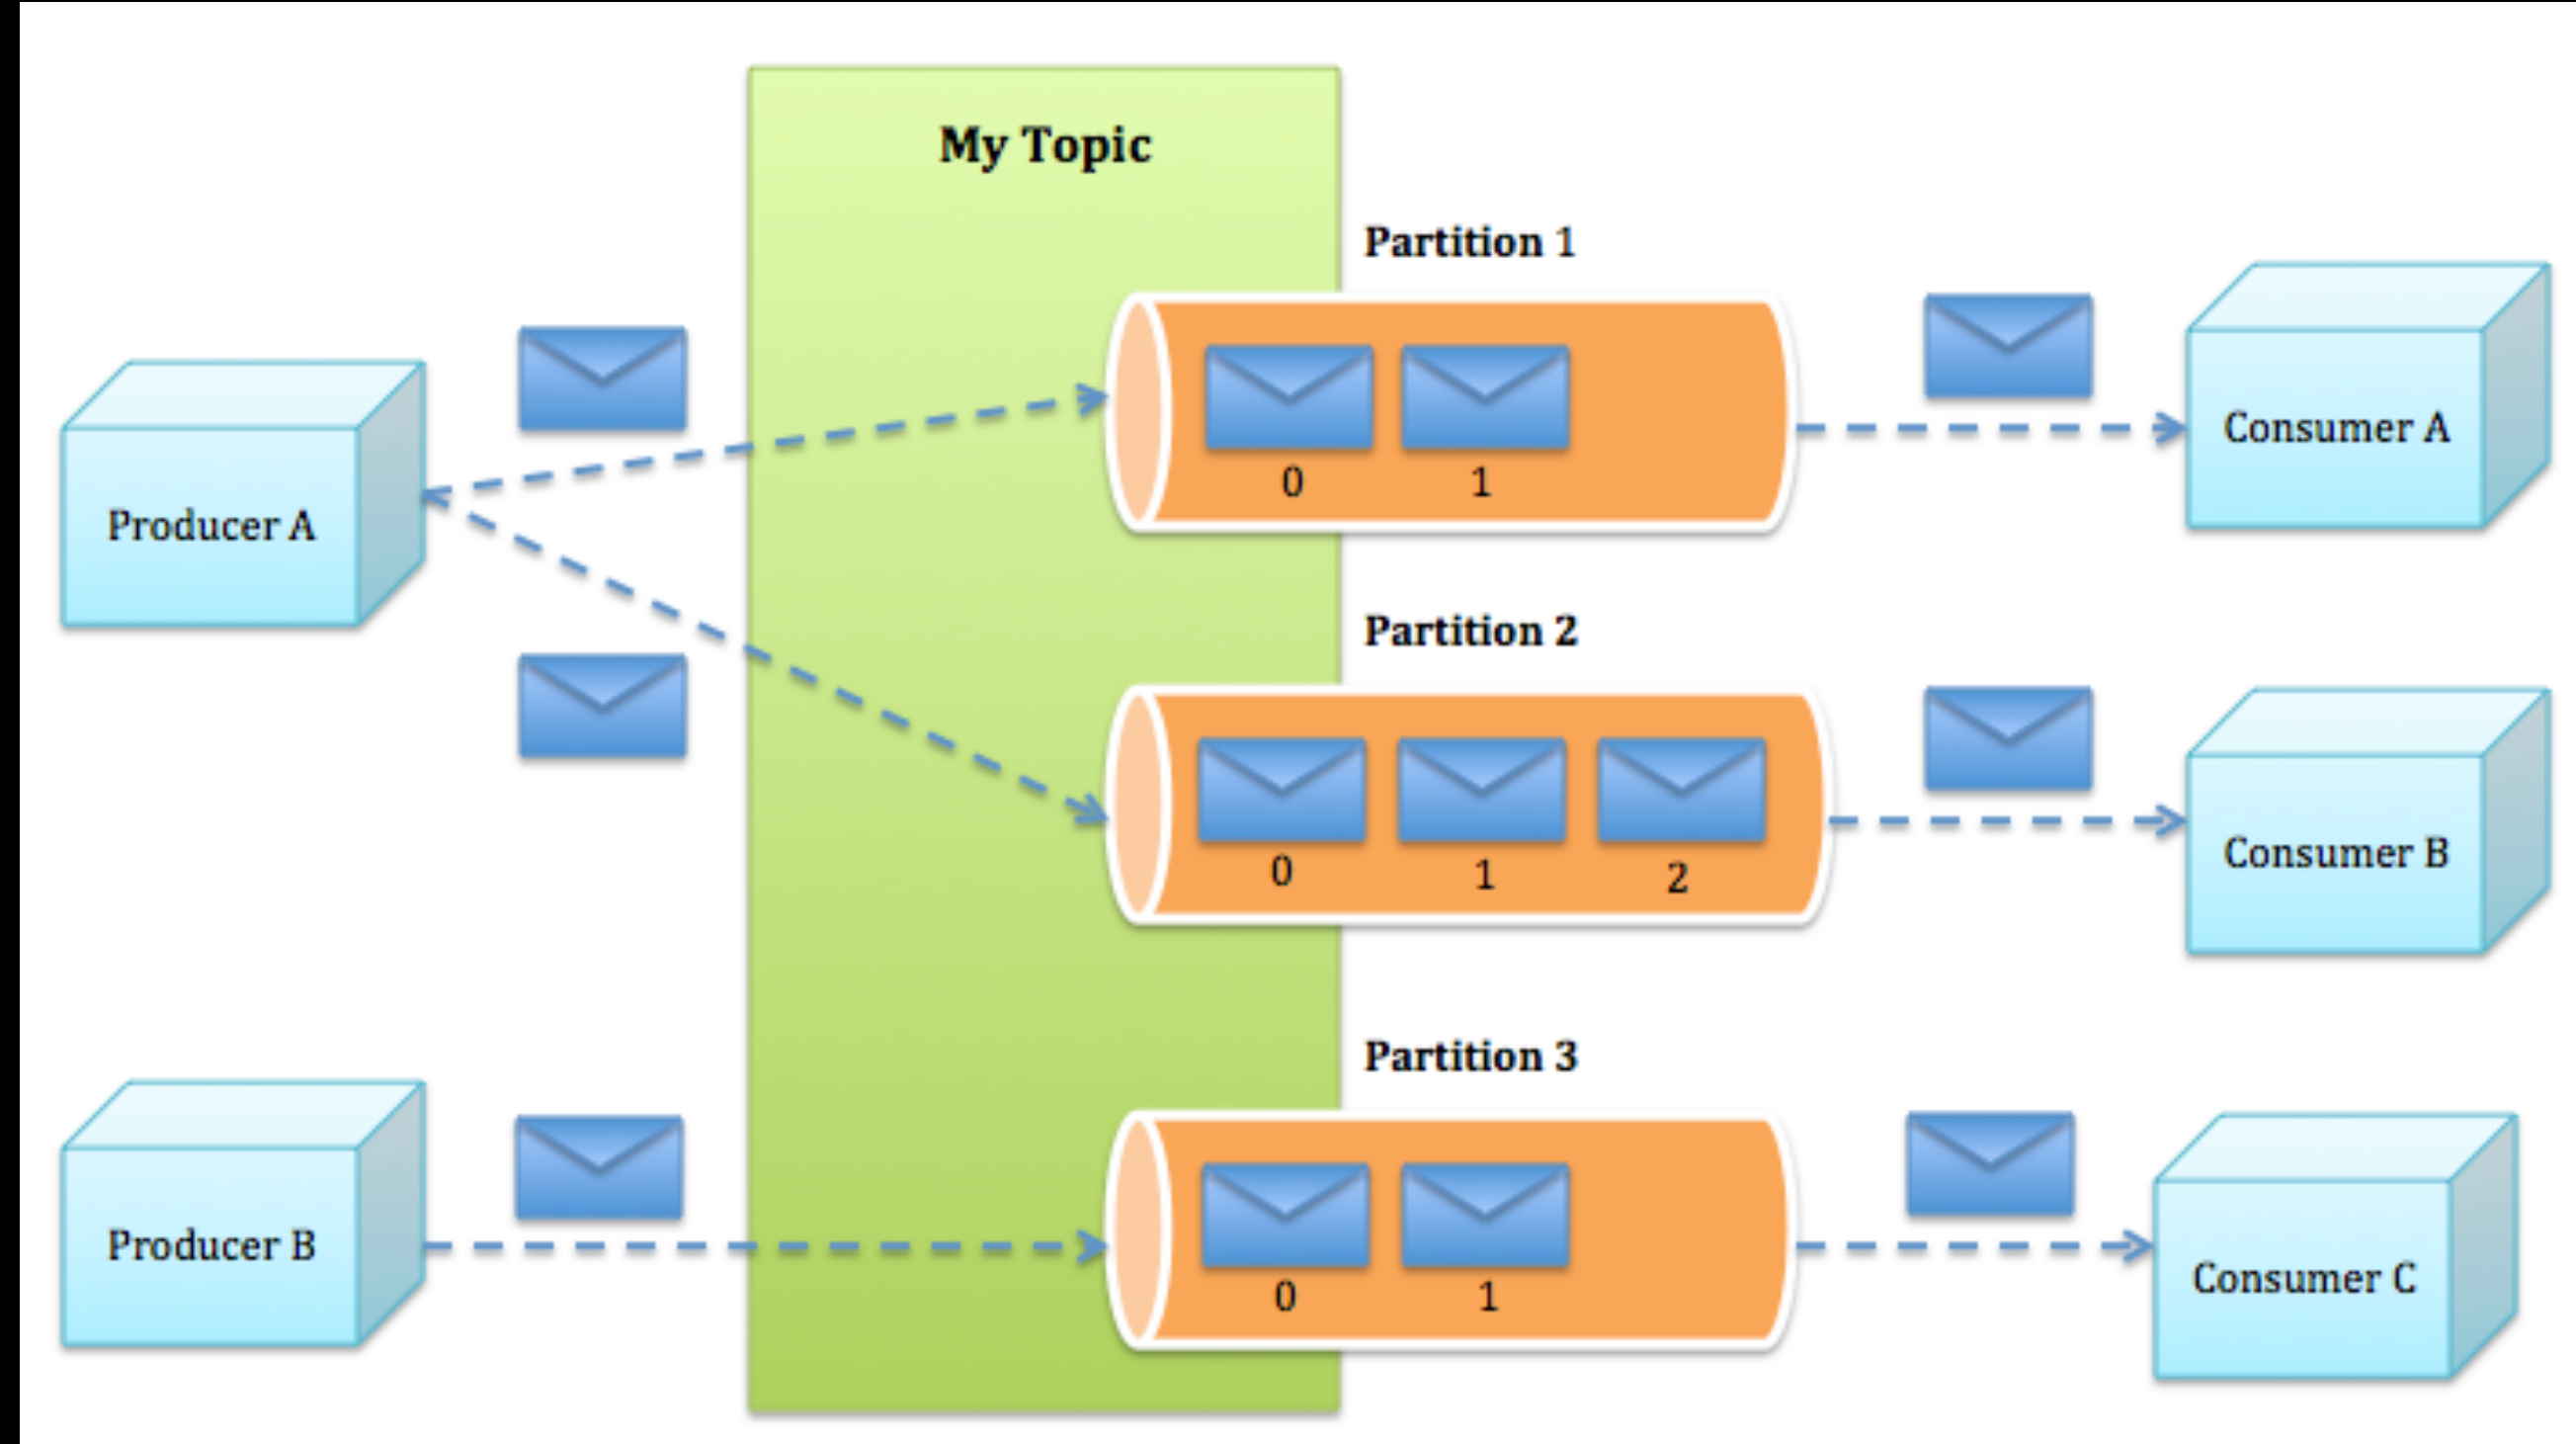 My Topic
Partition 1
Producer A
0 1
Consumer A
Partition 2
0 1 2
Consumer B
Partition 3
Producer B
0 1
Consumer C